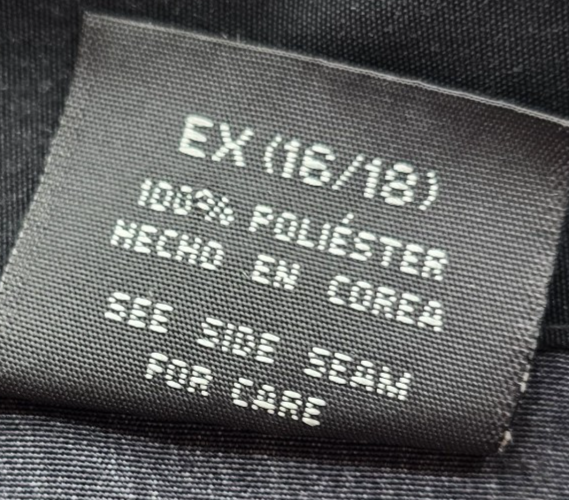 EX (16/18)
100% POLIÉSTER
HECHO EN COREA
SEE SIDE SEAM
FOR CARE